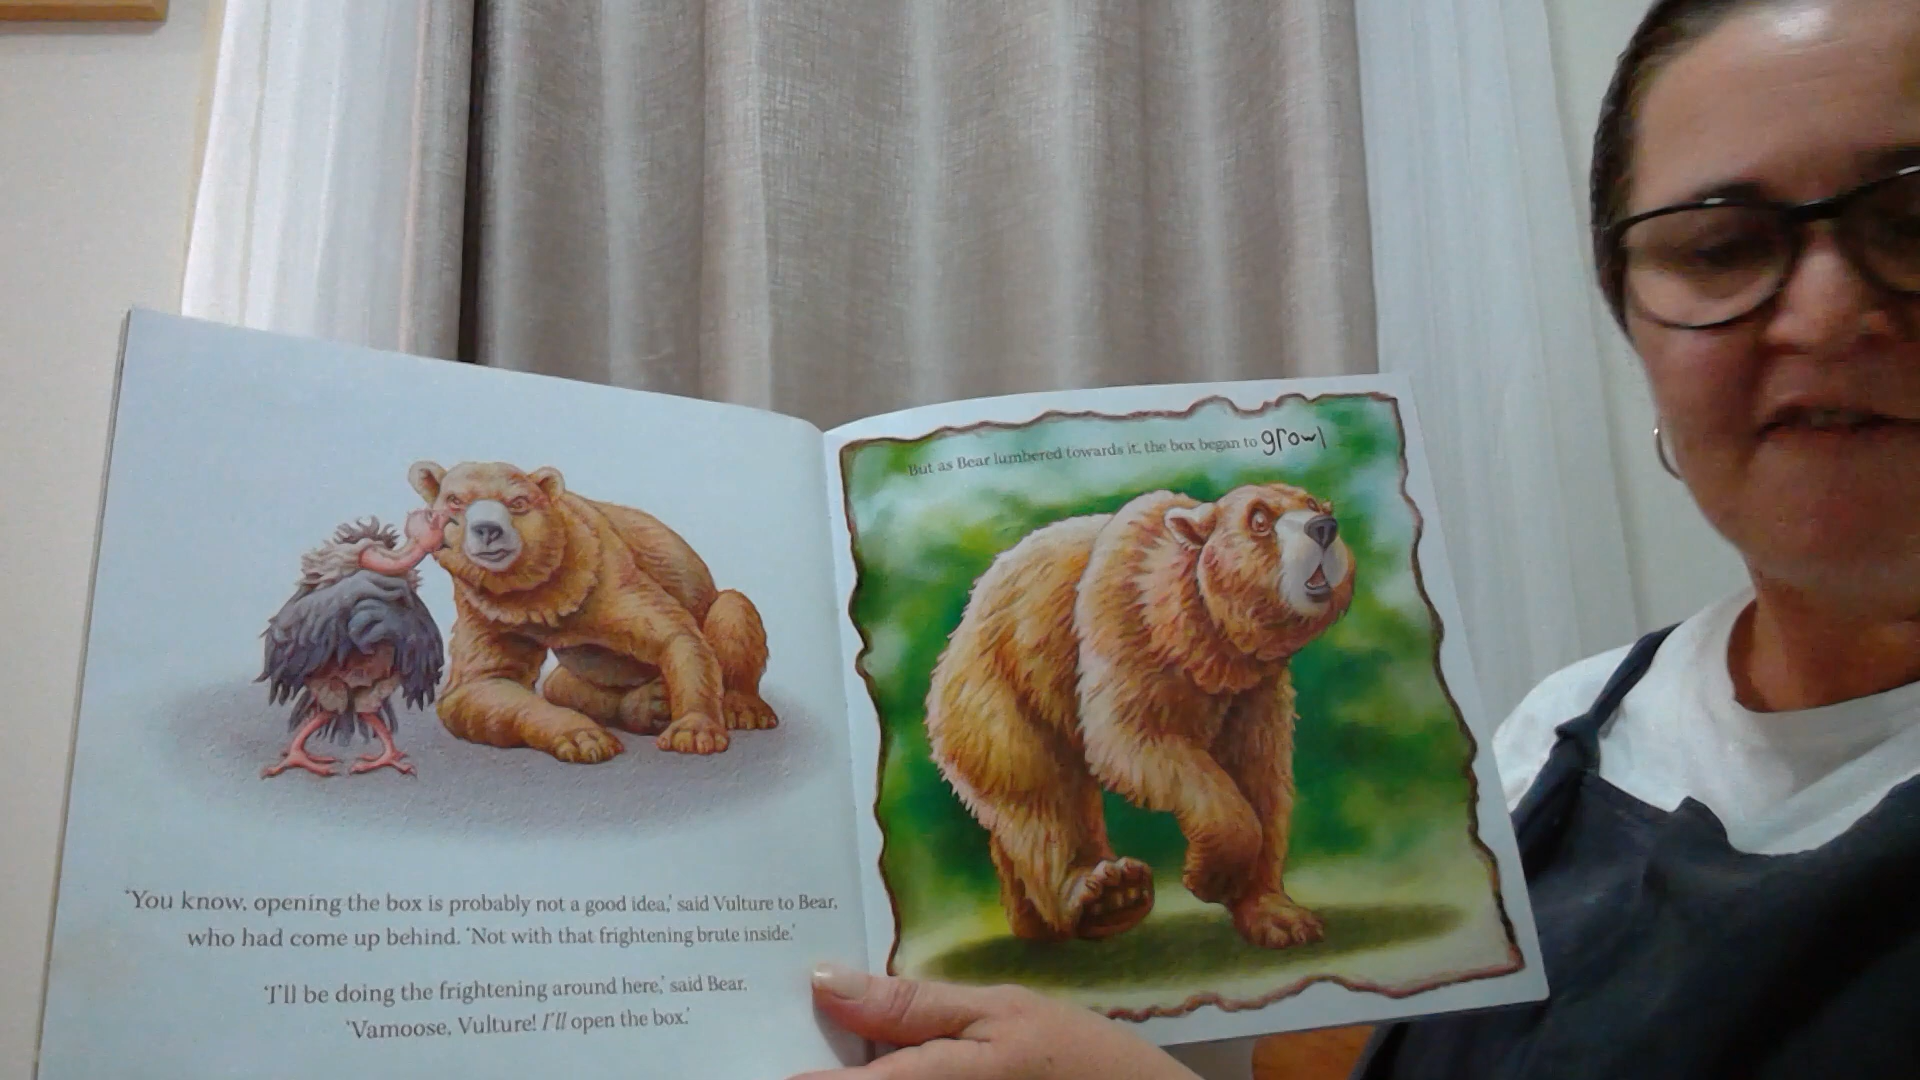 'You know, opening the box is probably not a good idea,' said Vulture to Bear,
who had come up behind. 'Not with that frightening brute inside.'
'I'll be doing the frightening around here,' said Bear.
'Vamoose, Vulture! I'll open the box.'
But as Bear lumbered towards it, the box began to growl